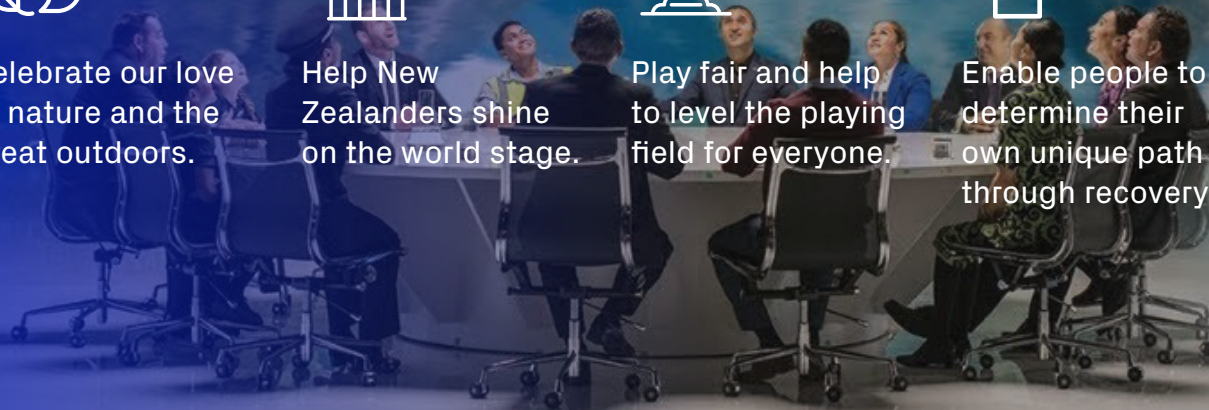 elebrate our love
nature and the
eat outdoors.
Help New
Zealanders shine
on the world stage.
Play fair and help
to level the playing
field for everyone.
Enable people to
determine their
own unique path
through recovery